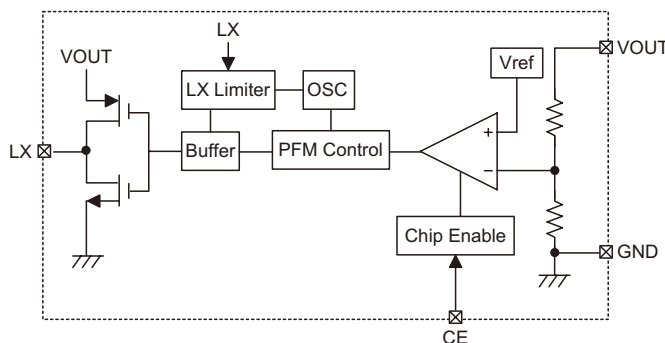 LX
VOUT
VOUT
Vref
LX Limiter
OSC
+
LX
Buffer
PFM Control
−
Chip Enable
GND
CE